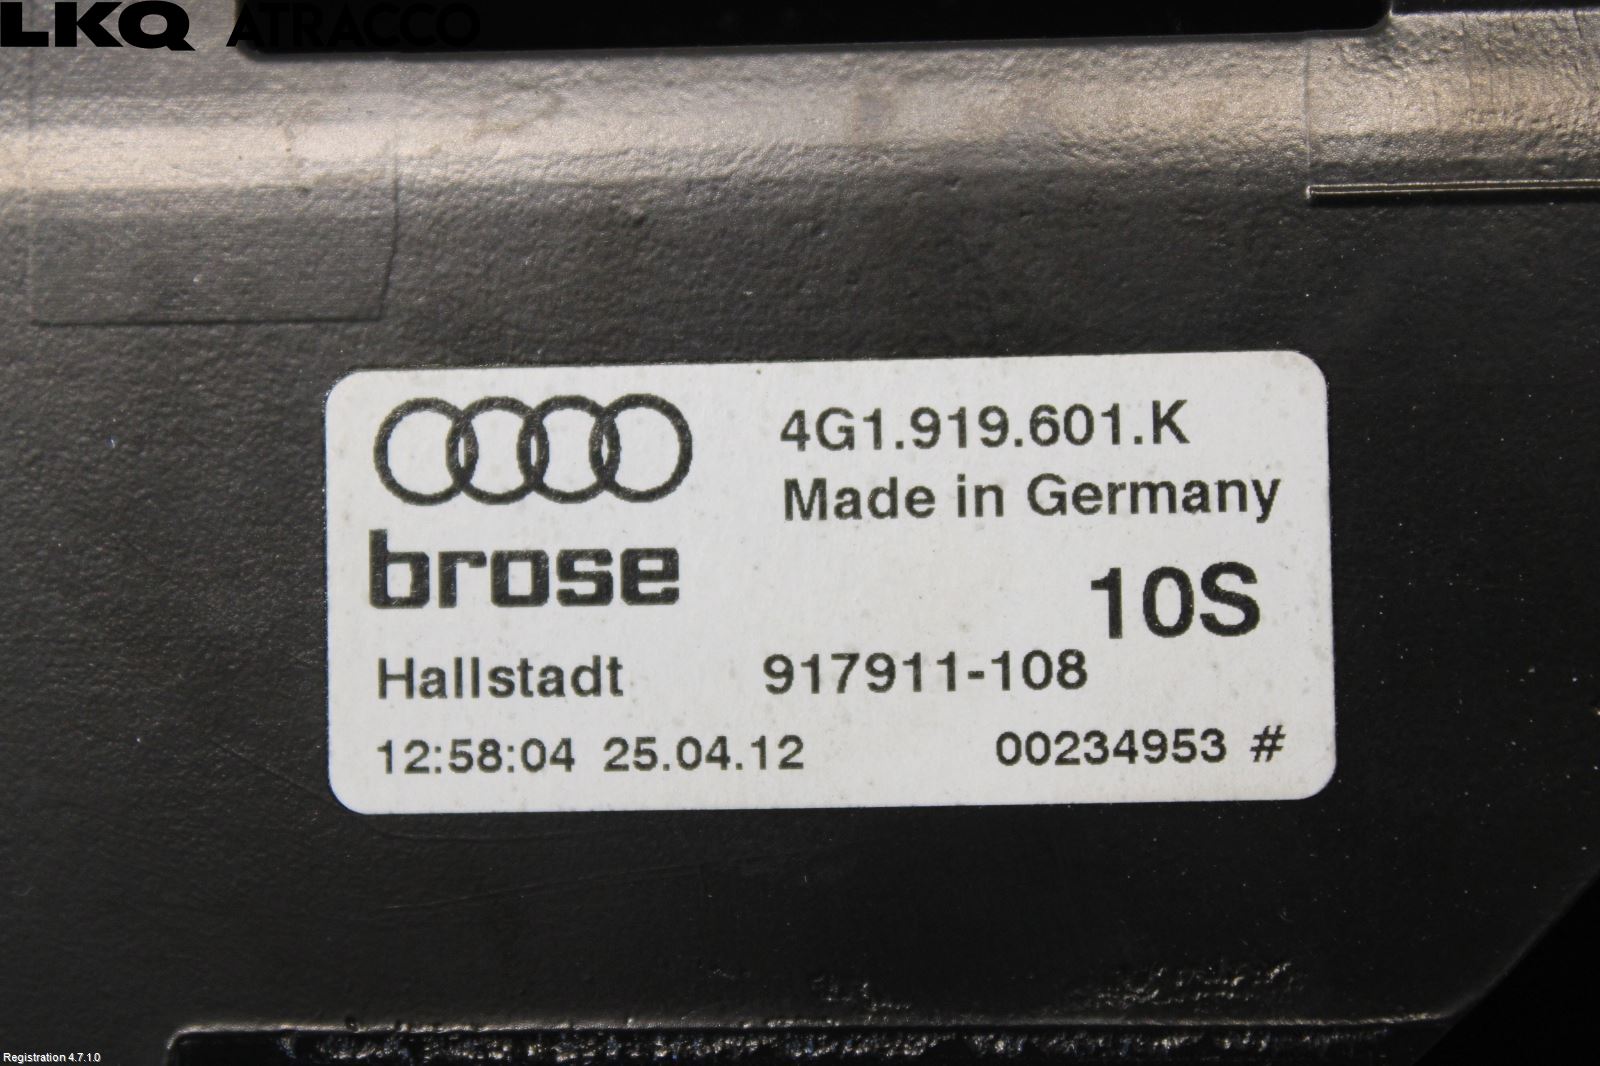 LKQ ATRACCO
4G1.919.601.K
Made in Germany
brose
10S
Hallstadt 917911-108
12:58:04 25.04.12 00234953 #
Registration 4.7.1.0